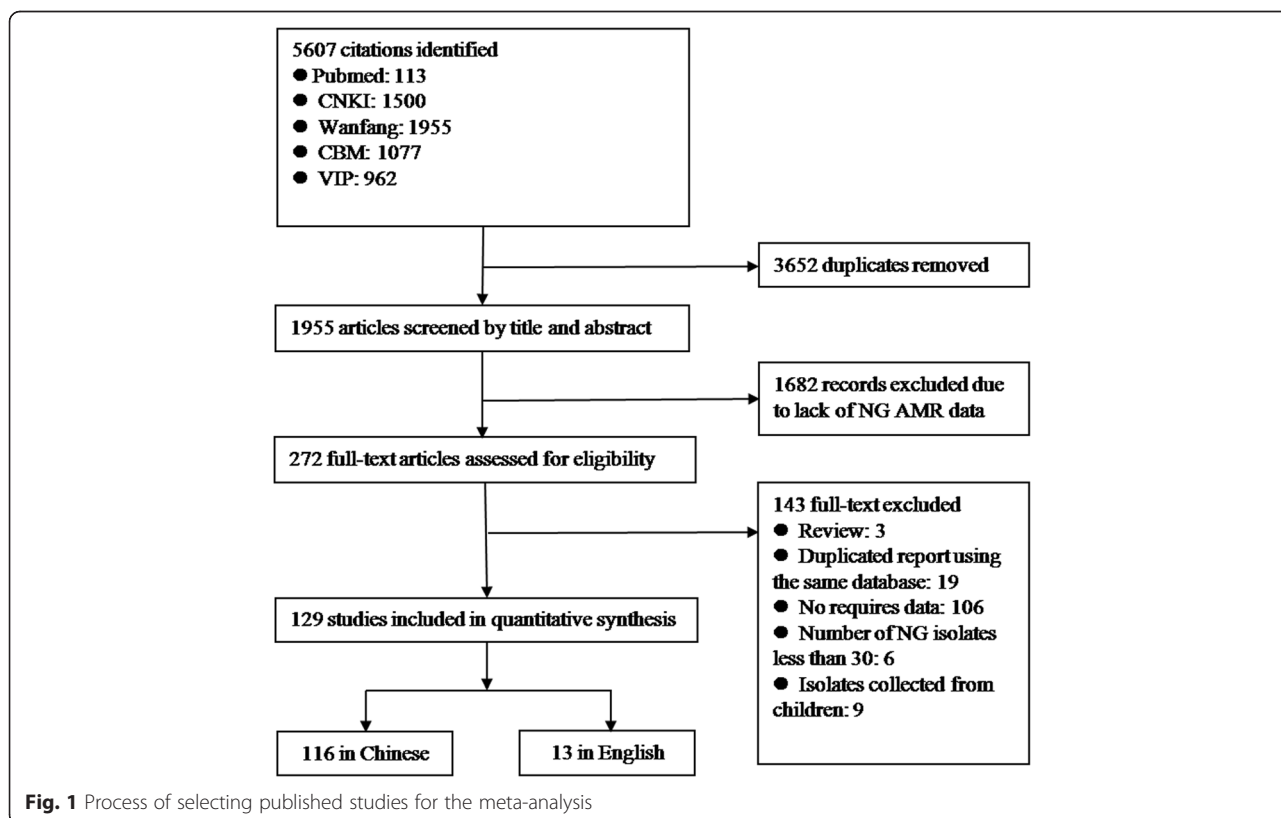 5607 citations identified
● Pubmed: 113
● CNKI: 1500
● Wanfang: 1955
● CBM: 1077
● VIP: 962
3652 duplicates removed
1955 articles screened by title and abstract
1682 records excluded due
to lack of NG AMR data
272 full-text articles assessed for eligibility
143 full-text excluded
● Review: 3
● Duplicated report using
the same database: 19
● No requires data: 106
● Number of NG isolates
less than 30: 6
● Isolates collected from
children: 9
129 studies included in quantitative synthesis
116 in Chinese
13 in English
Fig. 1 Process of selecting published studies for the meta-analysis